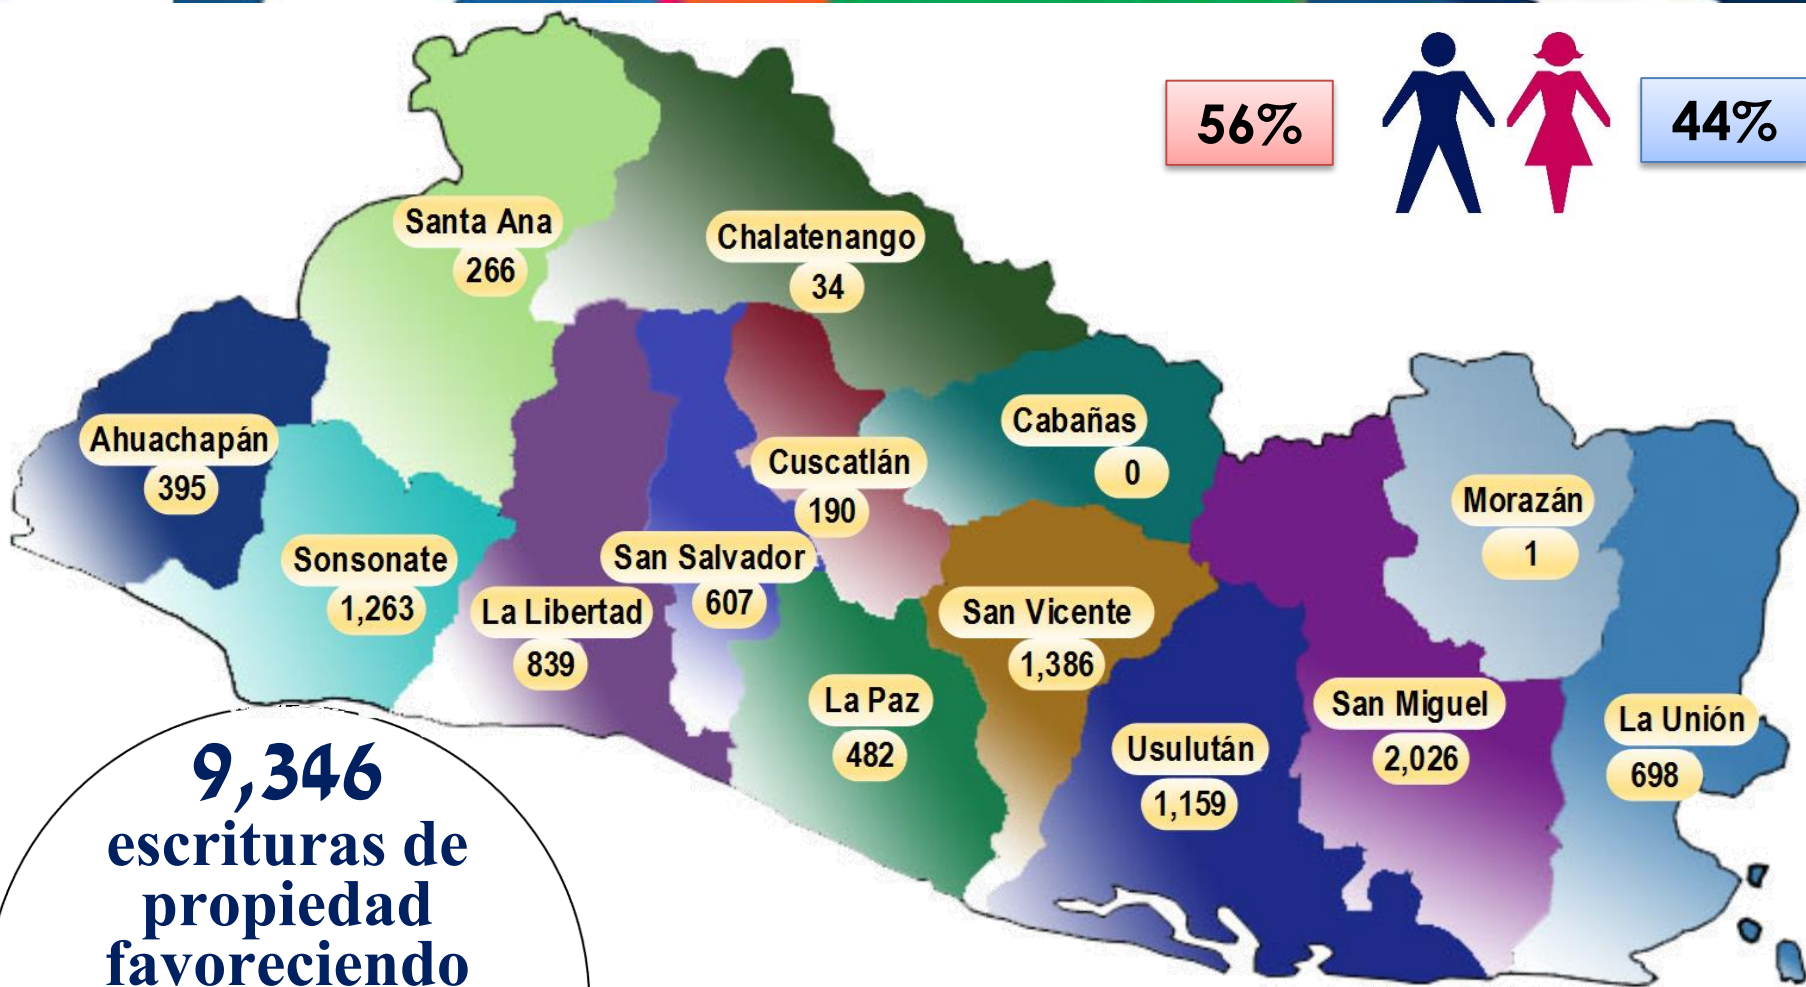 56%
44%
Santa Ana
266
Chalatenango
34
Ahuachapán
395
Cabañas
0
Cuscatlán
190
Morazán
1
Sonsonate
1,263
San Salvador
607
La Libertad
839
San Vicente
1,386
La Paz
482
San Miguel
2,026
La Unión
698
Usulután
1,159
9,346
escrituras de
propiedad
favoreciendo